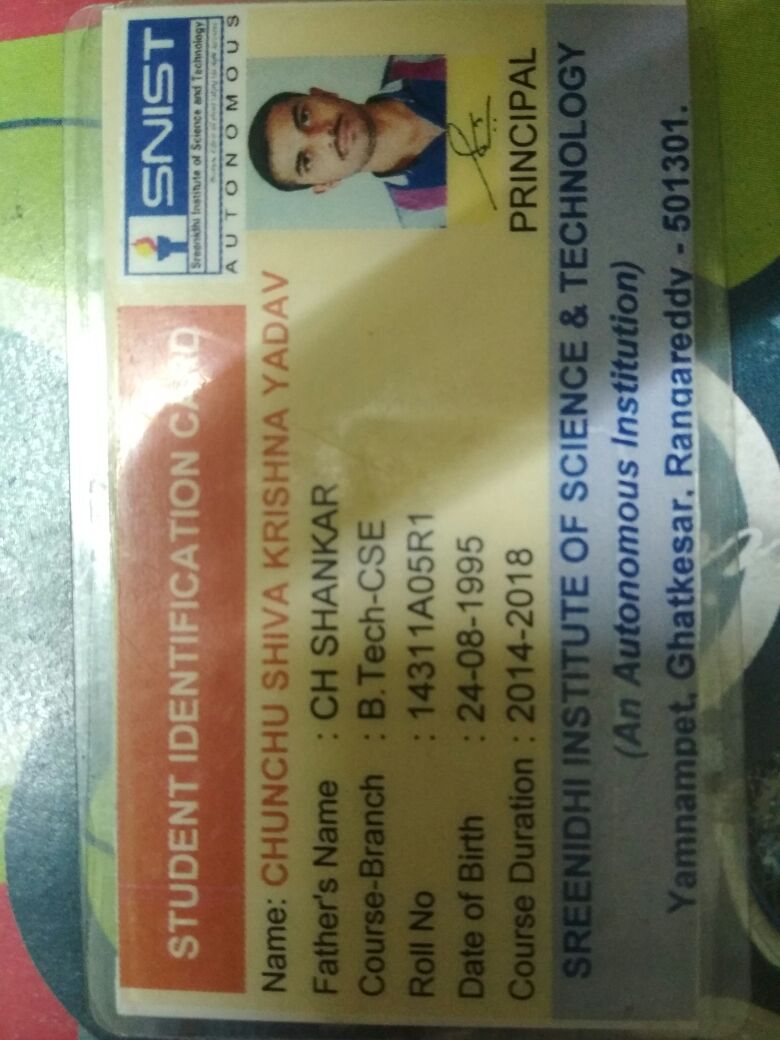 SNIST
Sreenidhi Institute of Science and Technology
AUTONOMOUS
STUDENT IDENTIFICATION CARD
Name: CHUNCHU SHIVA KRISHNA YADAV
Father's Name : CH SHANKAR
Course-Branch : B.Tech-CSE
Roll No : 14311A05R1
Date of Birth : 24-08-1995
Course Duration : 2014-2018
PRINCIPAL
SREENIDHI INSTITUTE OF SCIENCE & TECHNOLOGY
(An Autonomous Institution)
Yamnampet, Ghatkesar, Rangareddy - 501301.